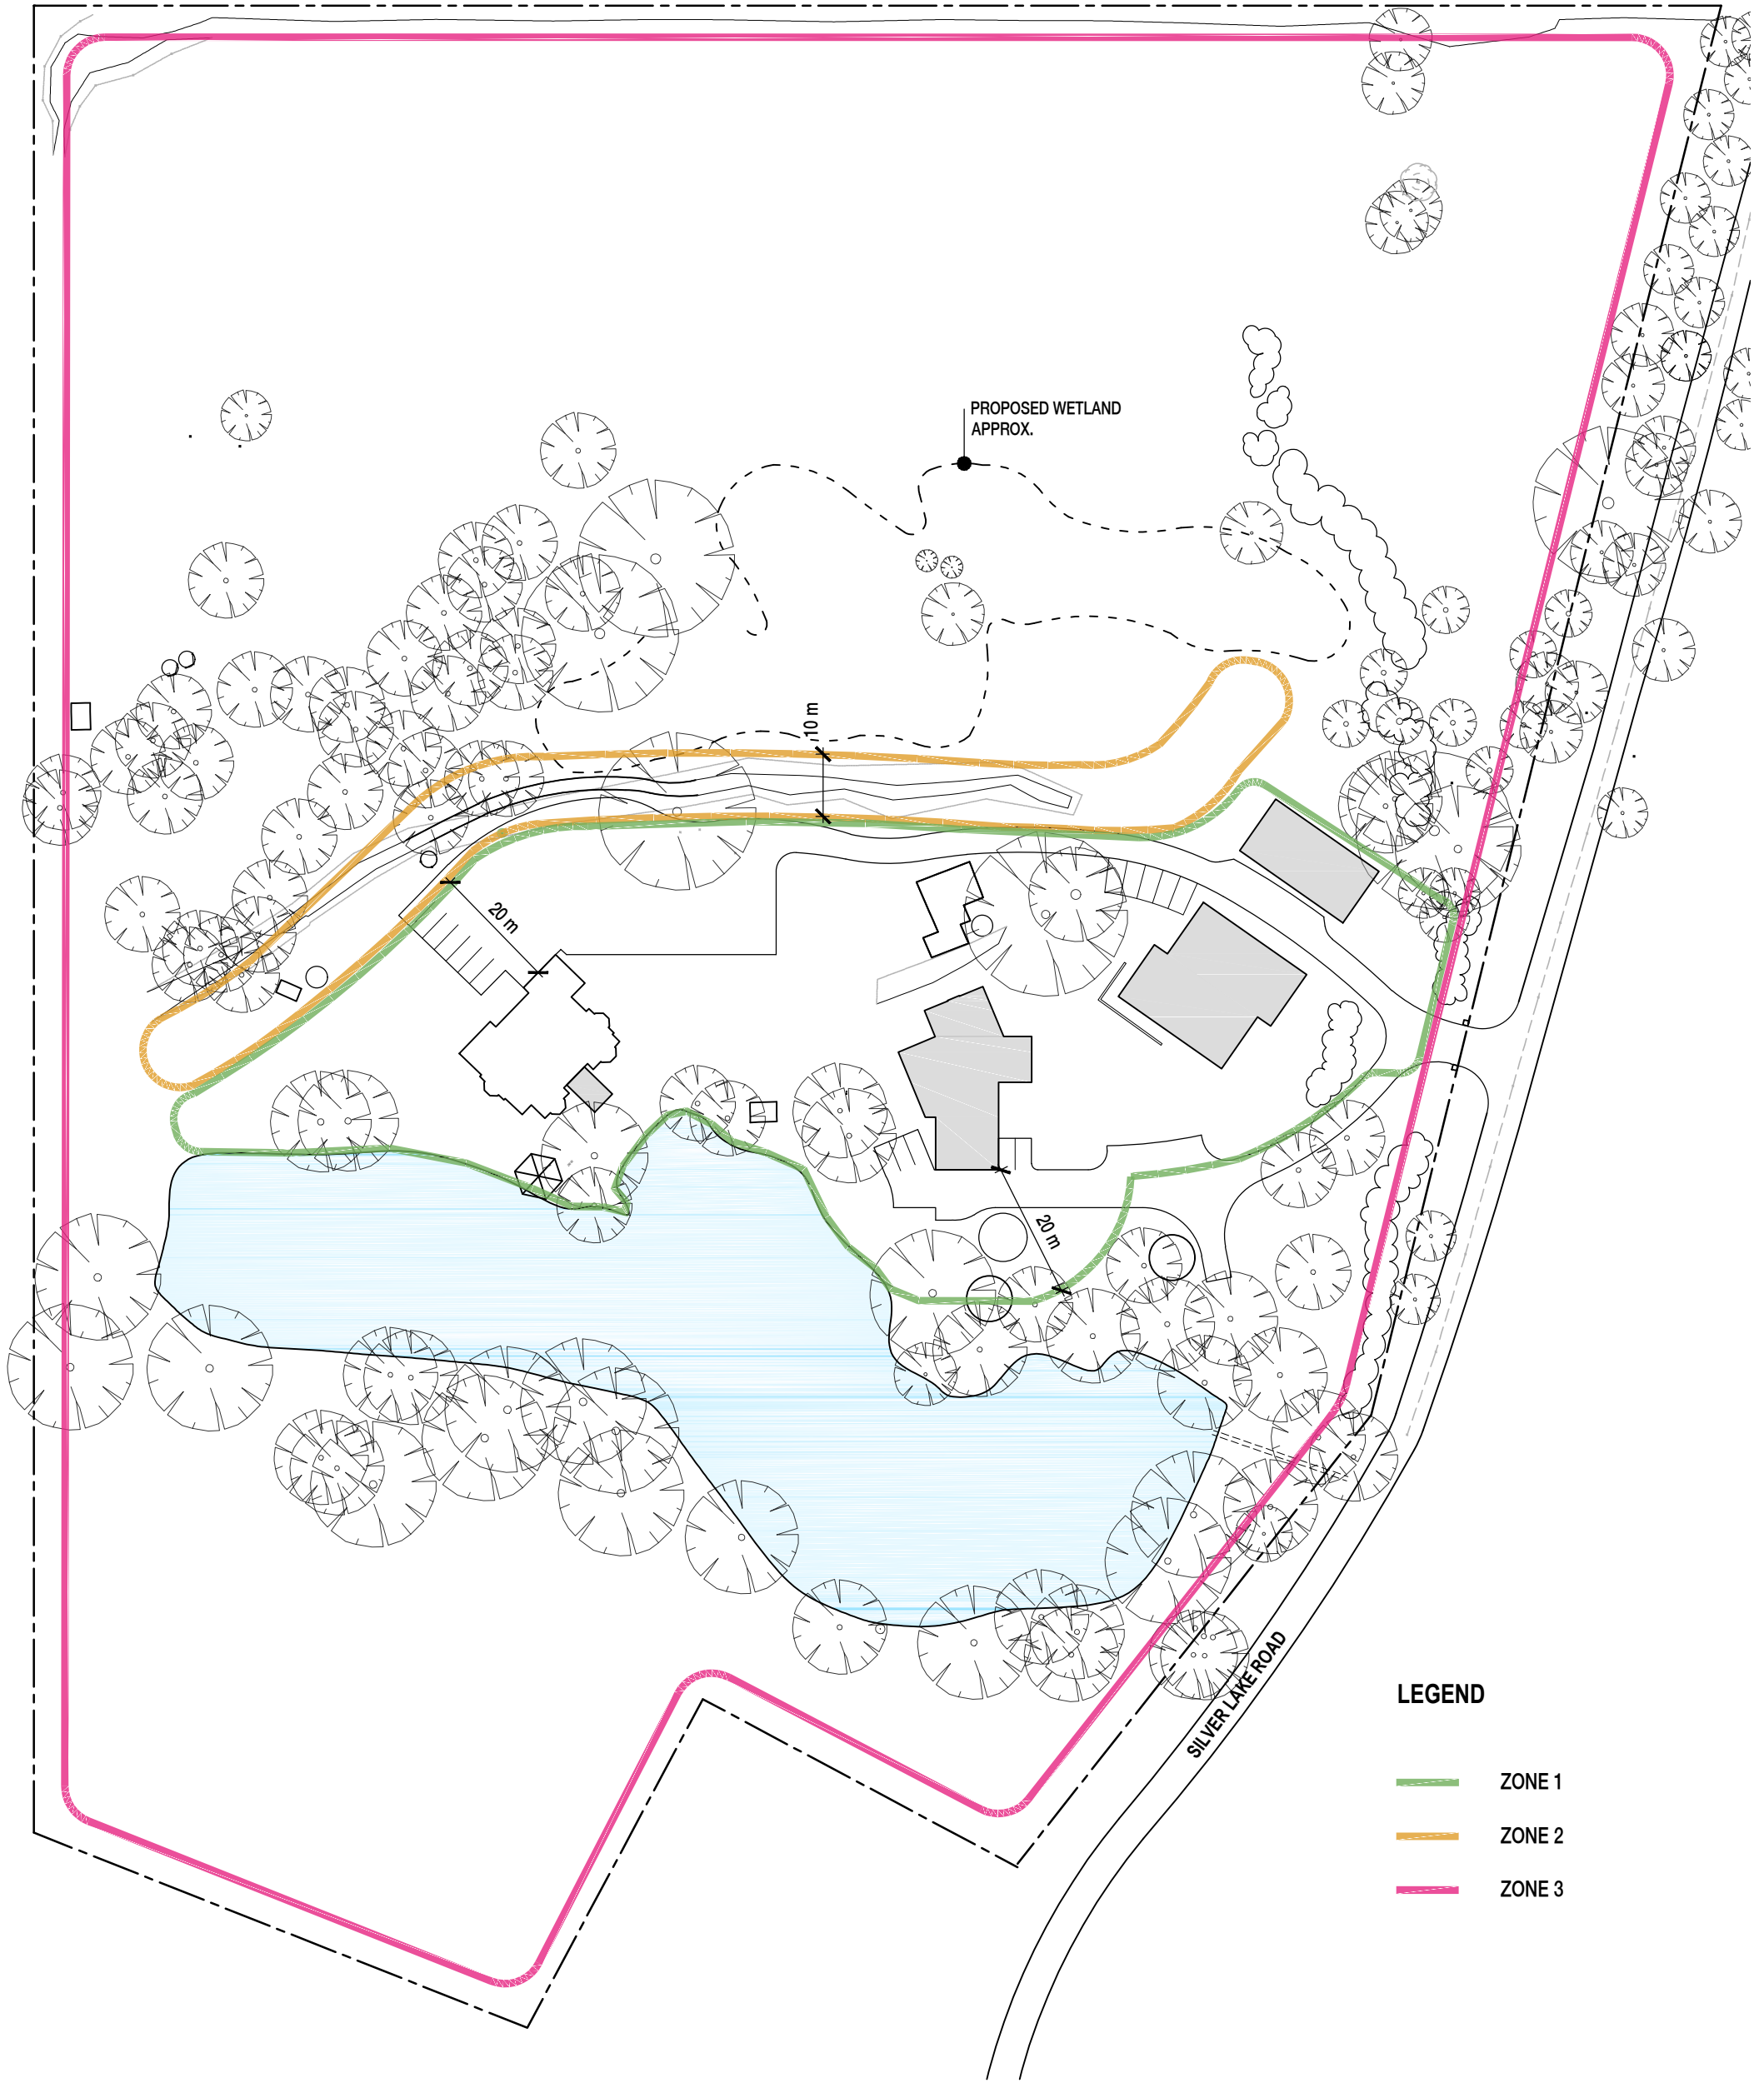 PROPOSED WETLAND
APPROX.
10 m
20 m
20 m
SILVER LAKE ROAD
LEGEND
ZONE 1
ZONE 2
ZONE 3